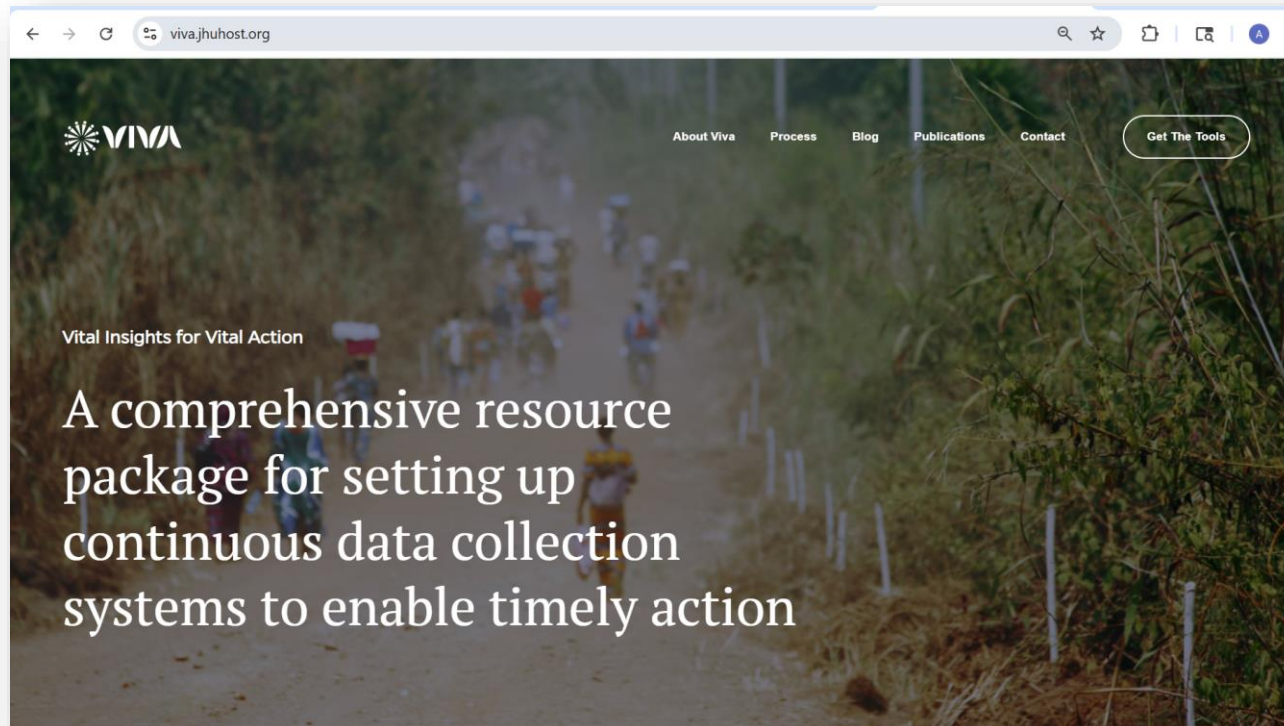 viva.jhuhost.org
A
VIVA
About Viva
Process
Blog
Publications
Contact
Get The Tools
Vital Insights for Vital Action
A comprehensive resource
package for setting up
continuous data collection
systems to enable timely action